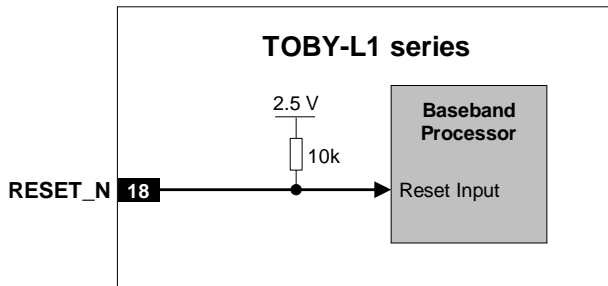 TOBY-L1 series
2.5 V
10k
Baseband
Processor
RESET_N 18
Reset Input